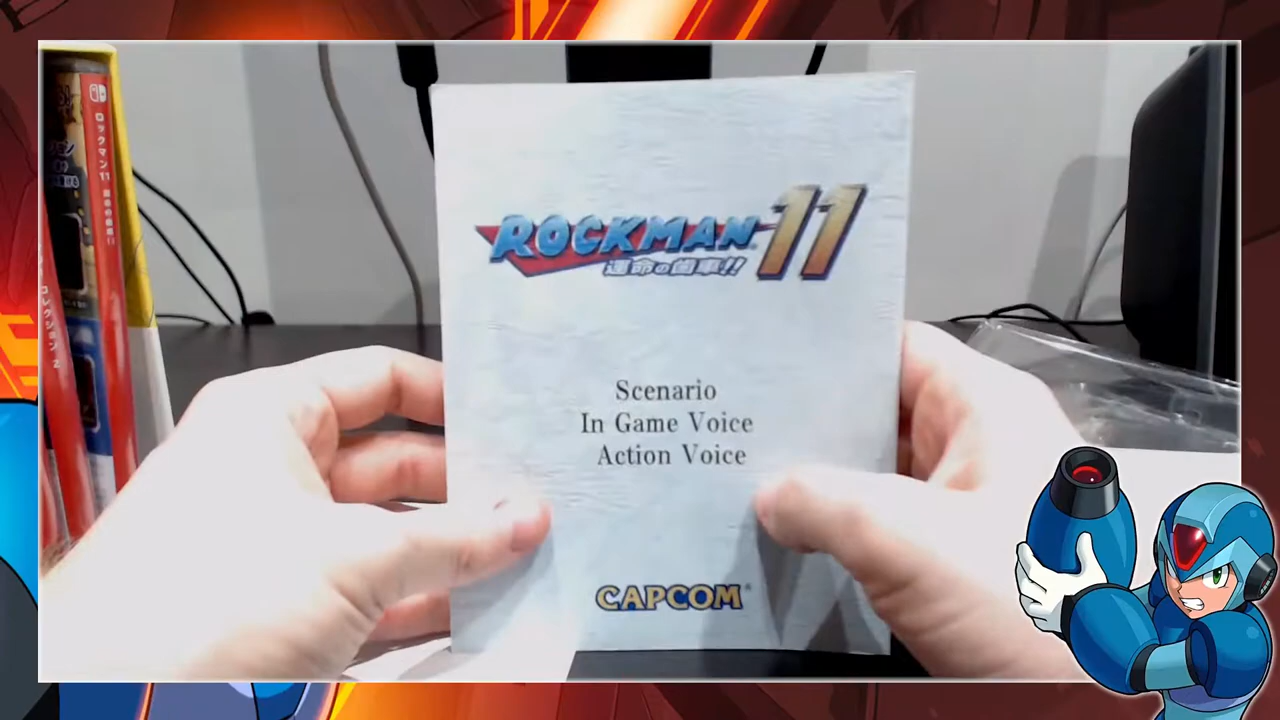 ROCKMAN 11
運命の歯車!!
Scenario
In Game Voice
Action Voice
CAPCOM
ロックマン11 運命の歯車!!